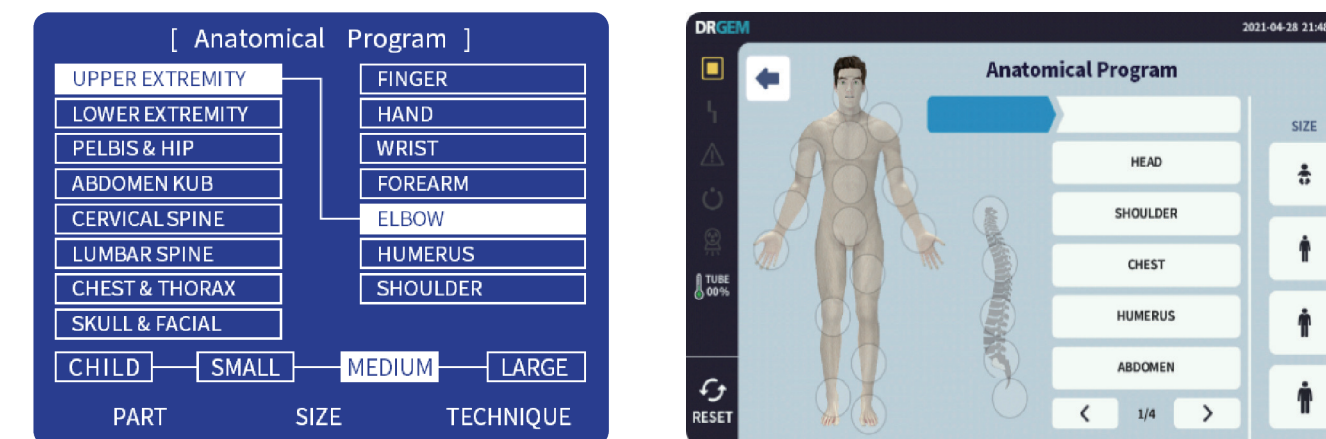 [ Anatomical Program ]
UPPER EXTREMITY
LOWER EXTREMITY
PELBIS & HIP
ABDOMEN KUB
CERVICAL SPINE
LUMBAR SPINE
CHEST & THORAX
SKULL & FACIAL
FINGER
HAND
WRIST
FOREARM
ELBOW
HUMERUS
SHOULDER
CHILD SMALL MEDIUM LARGE
PART SIZE TECHNIQUE
DRGEM
2021-04-28 21:48
Anatomical Program
TUBE
00%
RESET
HEAD
SHOULDER
CHEST
HUMERUS
ABDOMEN
1/4
SIZE